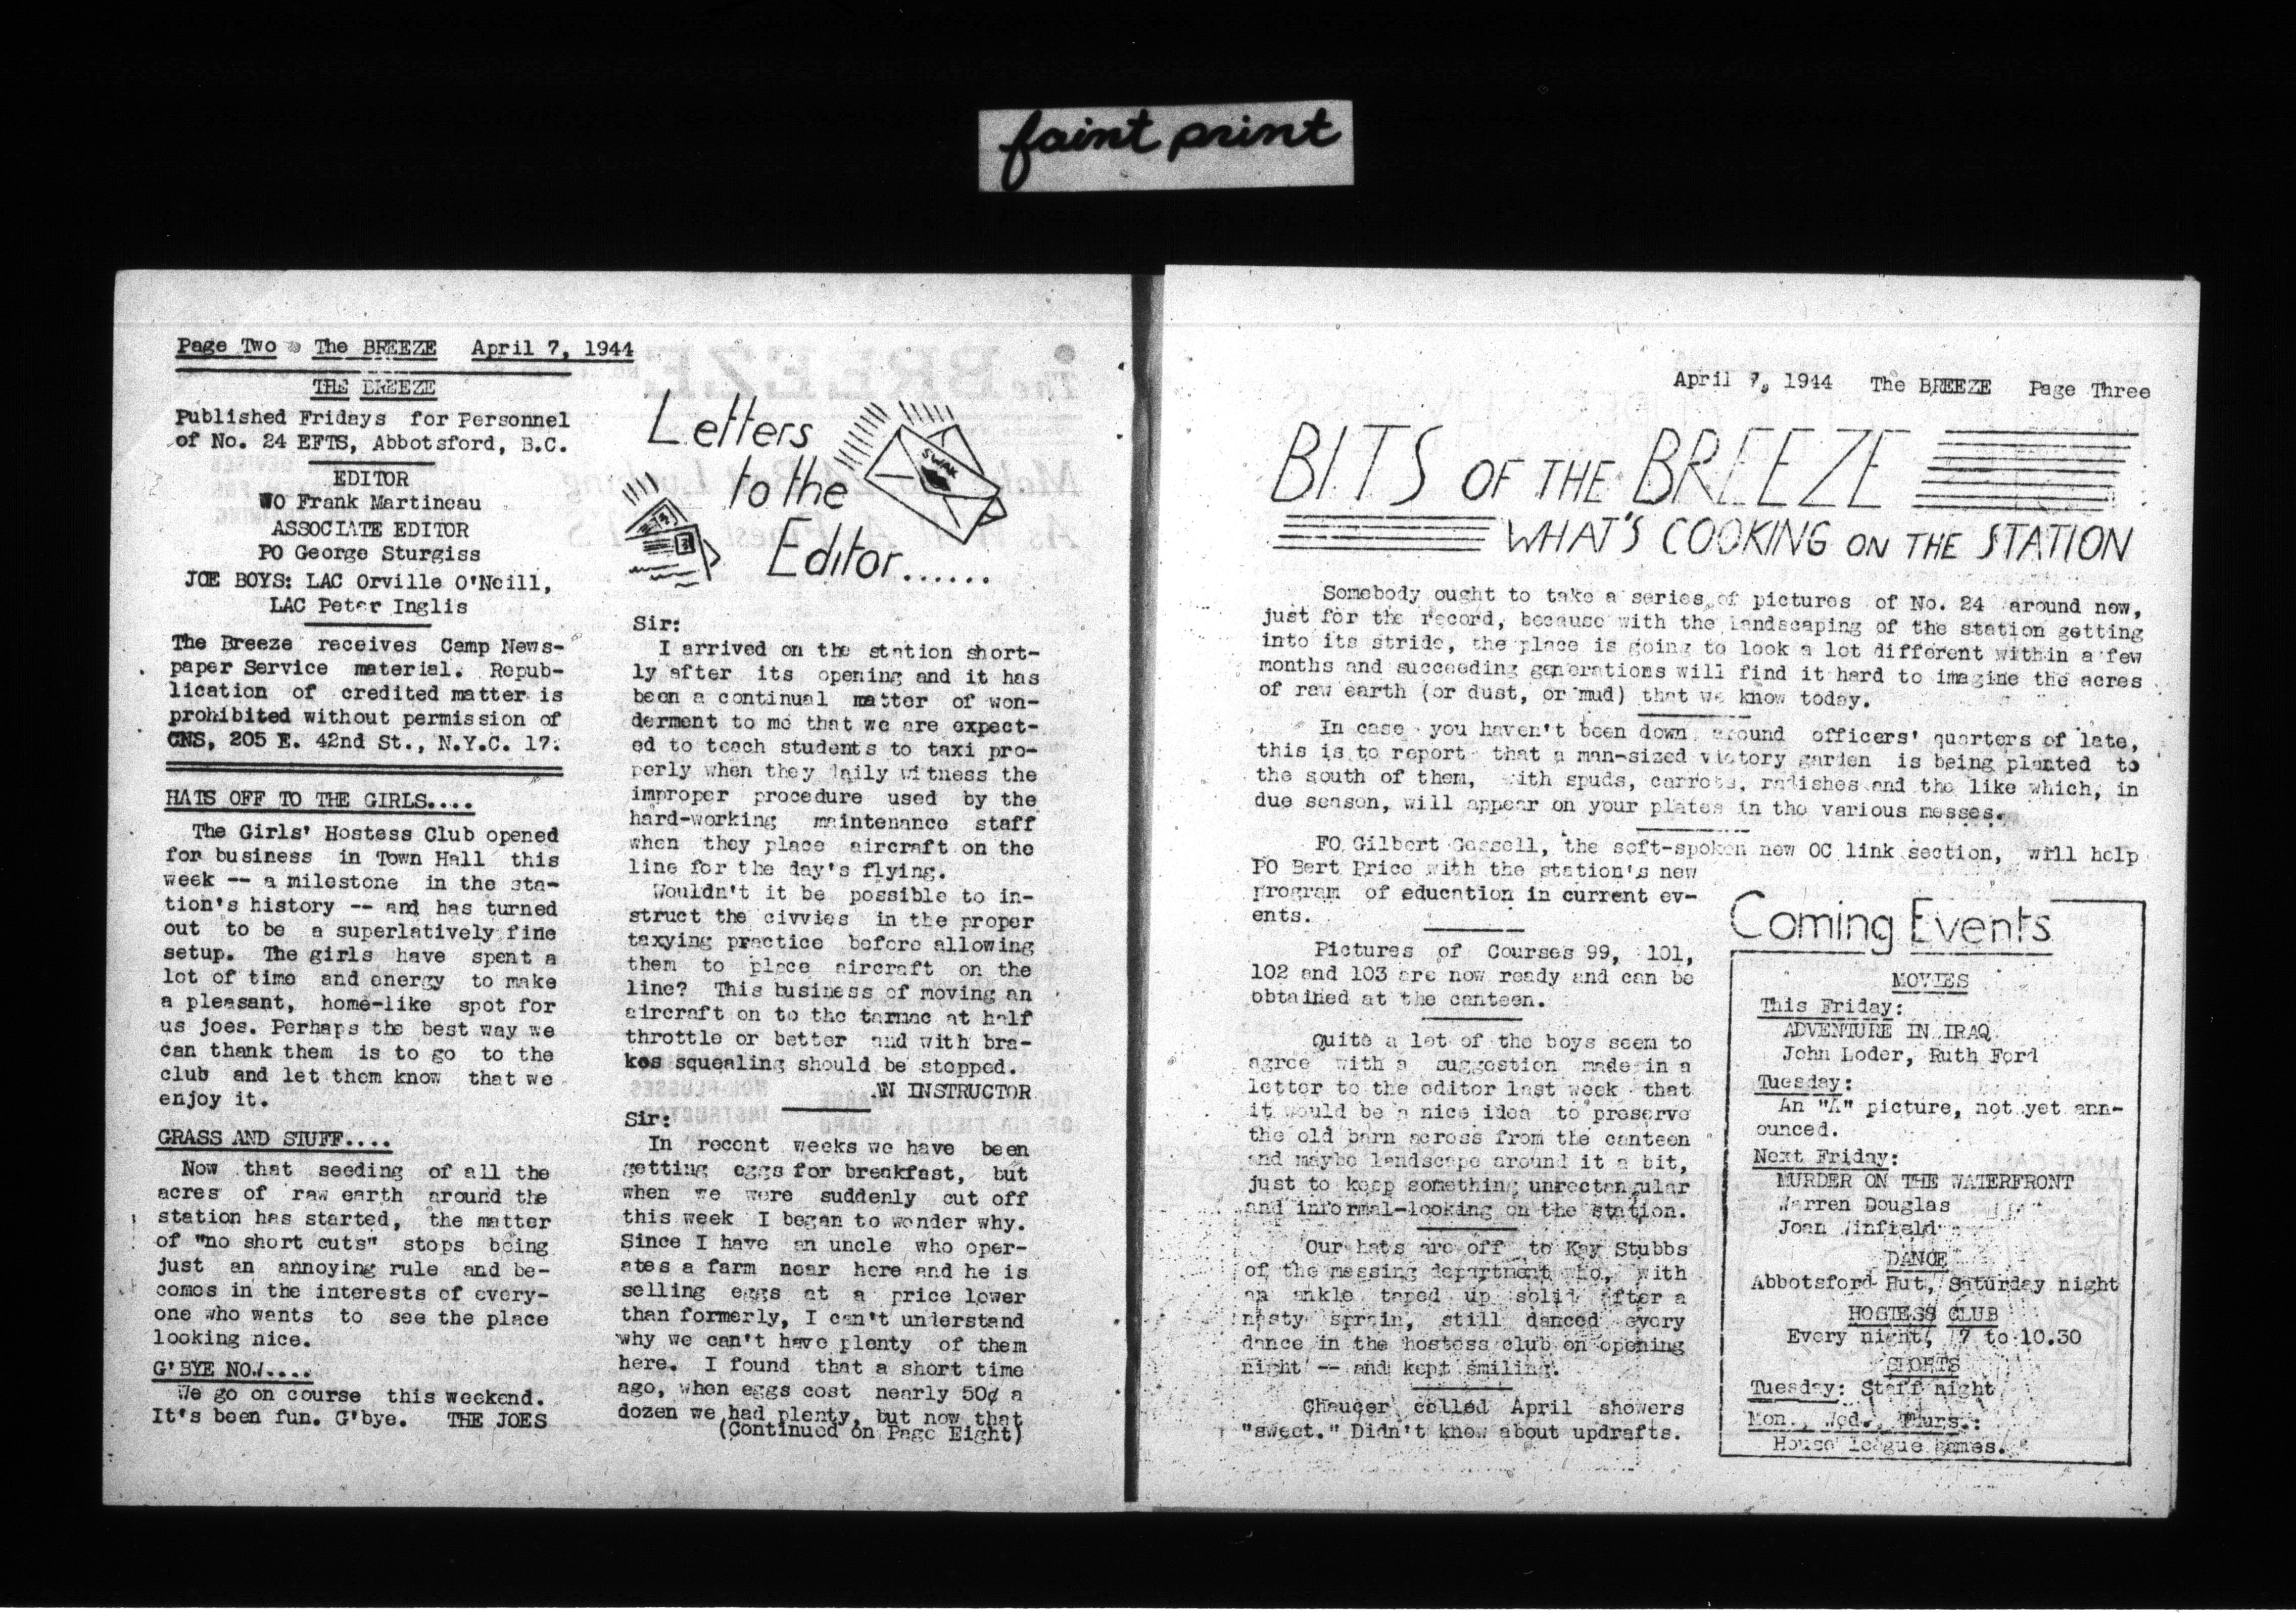 faint print
Page Two The BREEZE April 7, 1944
THE BREEZE
Published Fridays for Personnel
of No. 24 EFTS, Abbotsford, B.C.
EDITOR
WO Frank Martineau
ASSOCIATE EDITOR
PO George Sturgiss
JOE BOYS: LAC Orville O'Neill,
LAC Peter Inglis
The Breeze receives Camp News-
paper Service material. Repub-
lication of credited matter is
prohibited without permission of
CNS, 205 E. 42nd St., N.Y.C. 17.
HATS OFF TO THE GIRLS....
The Girls' Hostess Club opened
for business in Town Hall this
week -- a milestone in the sta-
tion's history -- and has turned
out to be a superlatively fine
setup. The girls have spent a
lot of time and energy to make
a pleasant, home-like spot for
us joes. Perhaps the best way we
can thank them is to go to the
club and let them know that we
enjoy it.
GRASS AND STUFF....
Now that seeding of all the
acres of raw earth around the
station has started, the matter
of "no short cuts" stops being
just an annoying rule and be-
comes in the interests of every-
one who wants to see the place
looking nice.
G'BYE NOW....
We go on course this weekend.
It's been fun. G'bye. THE JOES
Letters
to the
Editor......
SWAK
Sir:
I arrived on the station short-
ly after its opening and it has
been a continual matter of won-
derment to me that we are expect-
ed to teach students to taxi pro-
perly when they daily witness the
improper procedure used by the
hard-working maintenance staff
when they place aircraft on the
line for the day's flying.
Wouldn't it be possible to in-
struct the civvies in the proper
taxying practice before allowing
them to place aircraft on the
line? This business of moving an
aircraft on to the tarmac at half
throttle or better and with bra-
kes squealing should be stopped.
AN INSTRUCTOR
Sir:
In recent weeks we have been
getting eggs for breakfast, but
when we were suddenly cut off
this week I began to wonder why.
Since I have an uncle who oper-
ates a farm near here and he is
selling eggs at a price lower
than formerly, I can't understand
why we can't have plenty of them
here. I found that a short time
ago, when eggs cost nearly 50¢ a
dozen we had plenty, but now that
(Continued on Page Eight)
April 7, 1944 The BREEZE Page Three
BITS OF THE BREEZE
WHAT'S COOKING ON THE STATION
Somebody ought to take a series of pictures of No. 24 around now,
just for the record, because with the landscaping of the station getting
into its stride, the place is going to look a lot different within a few
months and succeeding generations will find it hard to imagine the acres
of raw earth (or dust, or mud) that we know today.
In case you haven't been down around officers' quarters of late,
this is to report that a man-sized victory garden is being planted to
the south of them, with spuds, carrots, radishes and the like which, in
due season, will appear on your plates in the various messes.
FO Gilbert Gassell, the soft-spoken new OC link section, will help
PO Bert Price with the station's new
program of education in current ev-
ents.
Pictures of Courses 99, 101,
102 and 103 are now ready and can be
obtained at the canteen.
Quite a lot of the boys seem to
agree with a suggestion made in a
letter to the editor last week that
it would be a nice idea to preserve
the old barn across from the canteen
and maybe landscape around it a bit,
just to keep something unrectangular
and informal-looking on the station.
Our hats are off to Kay Stubbs
of the messing department who, with
an ankle taped up solid after a
nasty sprain, still danced every
dance in the hostess club on opening
night -- and kept smiling.
Chaucer called April showers
"sweet." Didn't know about updrafts.
Coming Events
MOVIES
This Friday:
ADVENTURE IN IRAQ
John Loder, Ruth Ford
Tuesday:
An "A" picture, not yet ann-
ounced.
Next Friday:
MURDER ON THE WATERFRONT
Warren Douglas
Joan Winfield
DANCE
Abbotsford Hut, Saturday night
HOSTESS CLUB
Every night, 7 to 10.30
SPORTS
Tuesday: Staff night
Mon., Wed., Thurs.:
House league games.